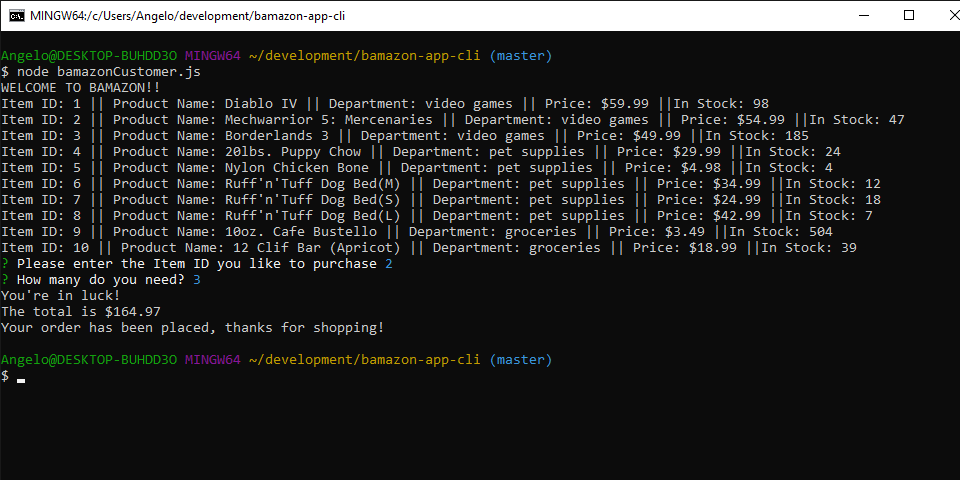 MINGW64:/c/Users/Angelo/development/bamazon-app-cli
Angelo@DESKTOP-BUHDD3O MINGW64 ~/development/bamazon-app-cli (master)
$ node bamazonCustomer.js
WELCOME TO BAMAZON!!
Item ID: 1 || Product Name: Diablo IV || Department: video games || Price: $59.99 ||In Stock: 98
Item ID: 2 || Product Name: Mechwarrior 5: Mercenaries || Department: video games || Price: $54.99 ||In Stock: 47
Item ID: 3 || Product Name: Borderlands 3 || Department: video games || Price: $49.99 ||In Stock: 185
Item ID: 4 || Product Name: 20lbs. Puppy Chow || Department: pet supplies || Price: $29.99 ||In Stock: 24
Item ID: 5 || Product Name: Nylon Chicken Bone || Department: pet supplies || Price: $4.98 ||In Stock: 4
Item ID: 6 || Product Name: Ruff'n'Tuff Dog Bed(M) || Department: pet supplies || Price: $34.99 ||In Stock: 12
Item ID: 7 || Product Name: Ruff'n'Tuff Dog Bed(S) || Department: pet supplies || Price: $24.99 ||In Stock: 18
Item ID: 8 || Product Name: Ruff'n'Tuff Dog Bed(L) || Department: pet supplies || Price: $42.99 ||In Stock: 7
Item ID: 9 || Product Name: 10oz. Cafe Bustello || Department: groceries || Price: $3.49 ||In Stock: 504
Item ID: 10 || Product Name: 12 Clif Bar (Apricot) || Department: groceries || Price: $18.99 ||In Stock: 39
? Please enter the Item ID you like to purchase 2
? How many do you need? 3
You're in luck!
The total is $164.97
Your order has been placed, thanks for shopping!
Angelo@DESKTOP-BUHDD3O MINGW64 ~/development/bamazon-app-cli (master)
$